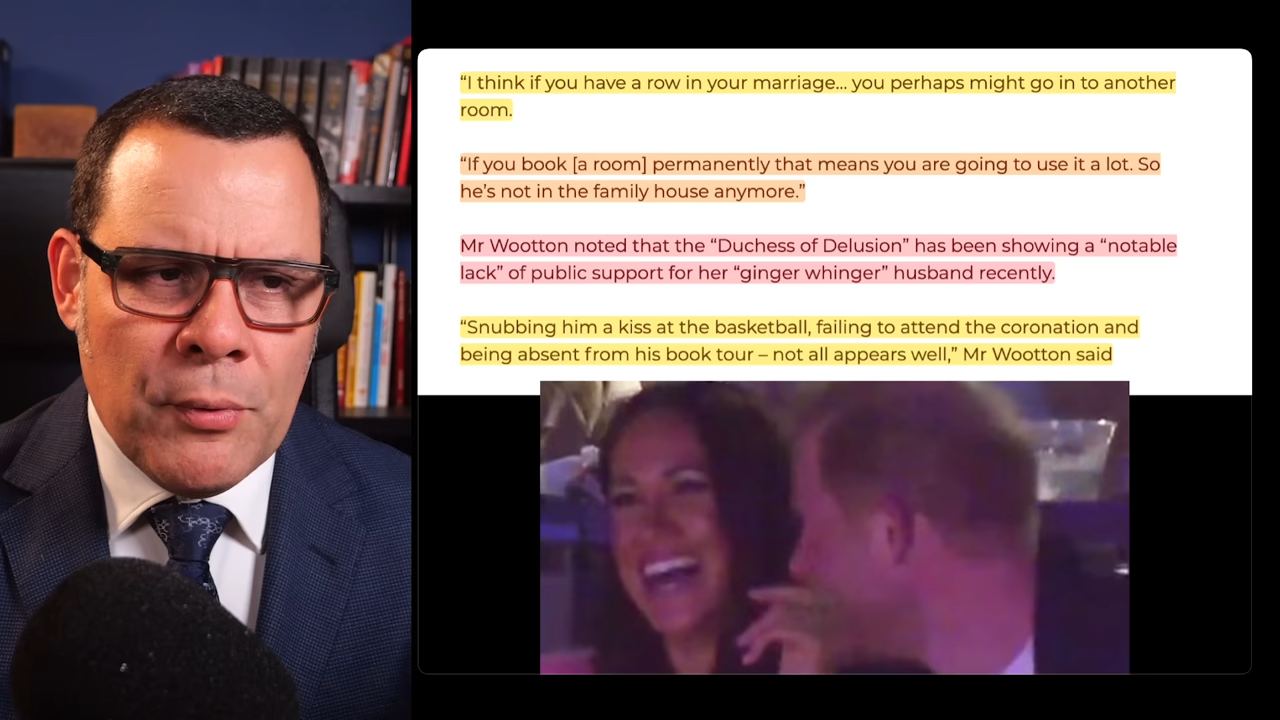 “I think if you have a row in your marriage... you perhaps might go in to another
room.
“If you book [a room] permanently that means you are going to use it a lot. So
he’s not in the family house anymore.”
Mr Wootton noted that the “Duchess of Delusion” has been showing a “notable
lack” of public support for her “ginger whinger” husband recently.
“Snubbing him a kiss at the basketball, failing to attend the coronation and
being absent from his book tour – not all appears well,” Mr Wootton said